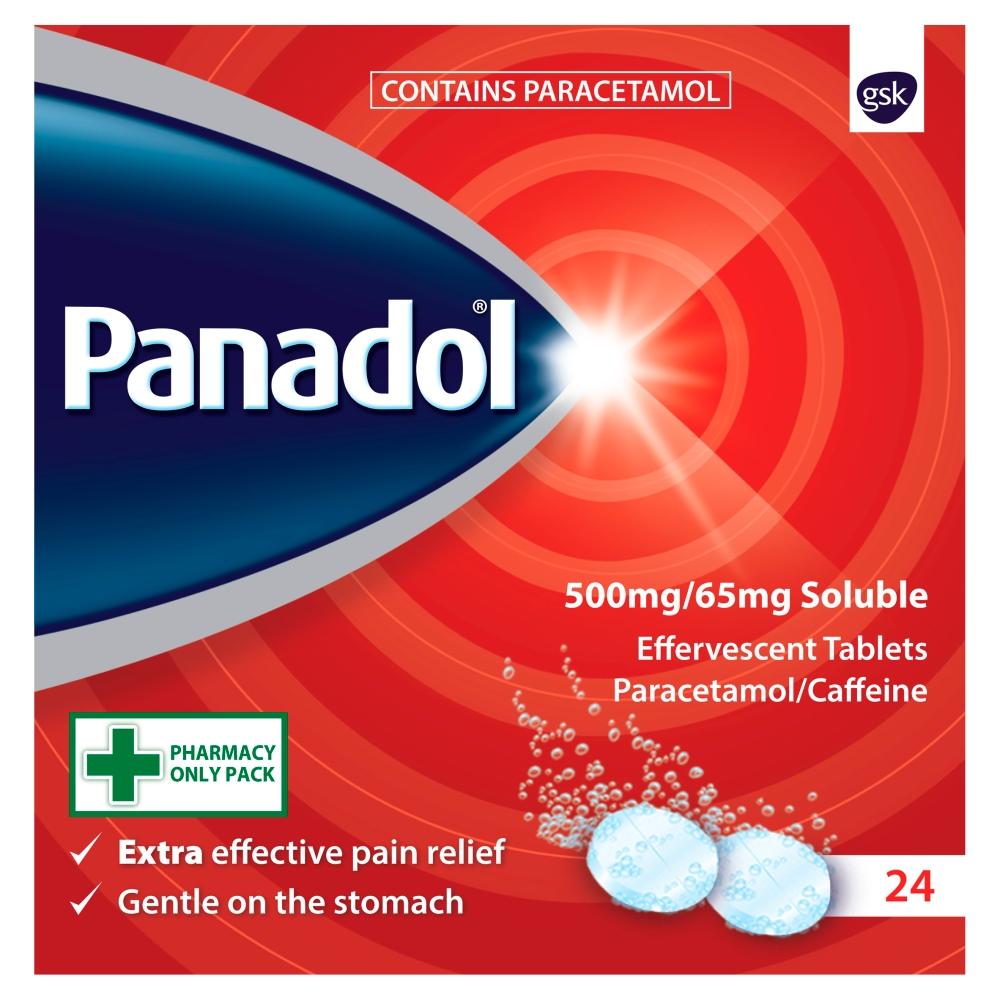 CONTAINS PARACETAMOL
gsk
Panadol®
500mg/65mg Soluble
Effervescent Tablets
Paracetamol/Caffeine
PHARMACY
ONLY PACK
✓ Extra effective pain relief
✓ Gentle on the stomach
24